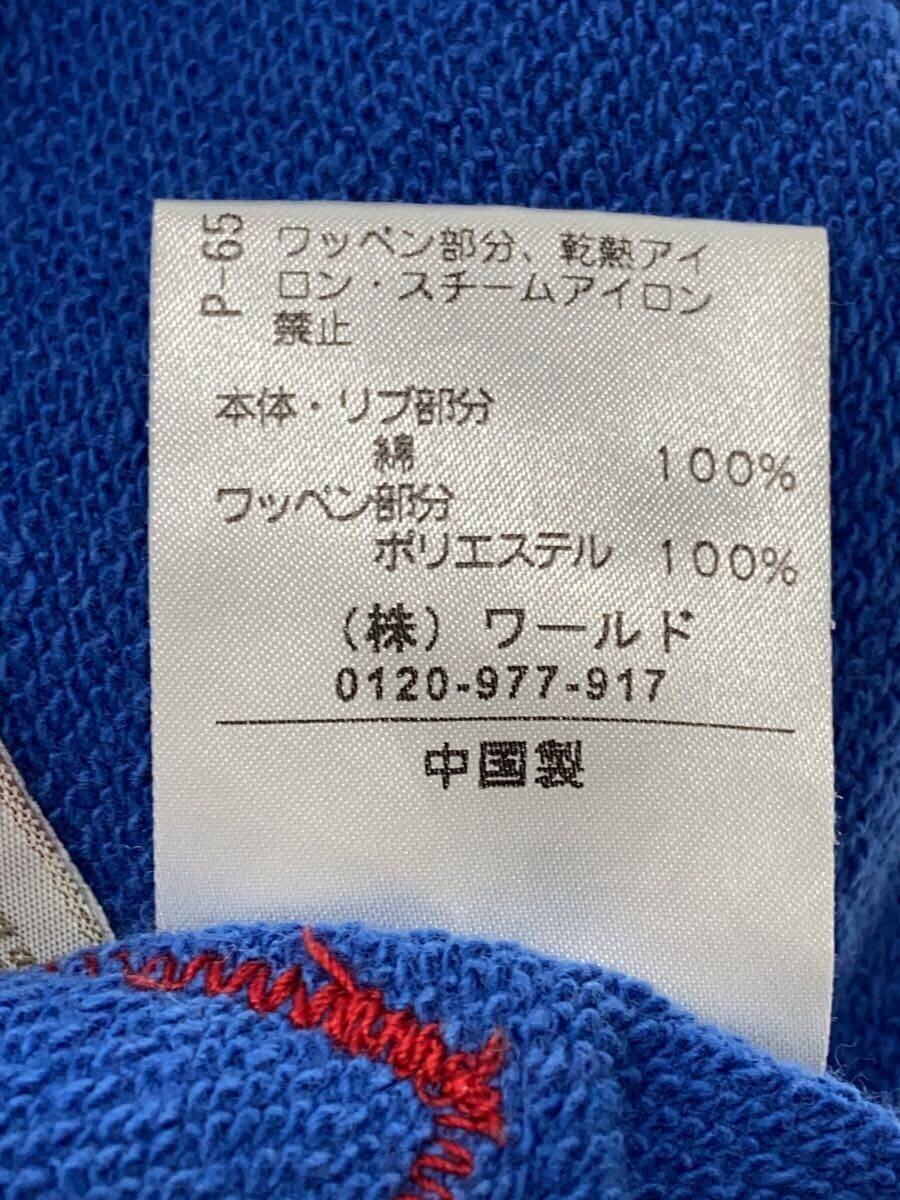 P-65
ワッペン部分、乾熱アイ
ロン・スチームアイロン
禁止
本体・リブ部分
綿 100%
ワッペン部分
ポリエステル 100%
(株) ワールド
0120-977-917
中国製